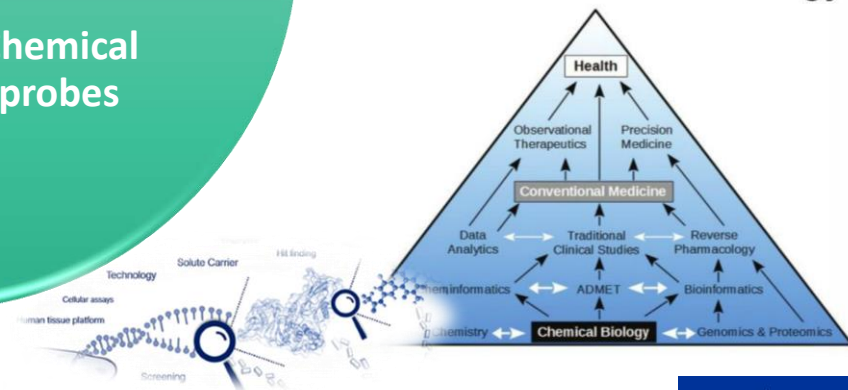 hemical
probes
Health
Observational
Therapeutics
Precision
Medicine
Conventional Medicine
Data
Analytics
Traditional
Clinical Studies
Reverse
Pharmacology
heminformatics
ADMET
Bioinformatics
Chemistry
Chemical Biology
Genomics & Proteomics
Hit finding
Solute Carrier
Technology
Cellular assays
uman tissue platform
Screening